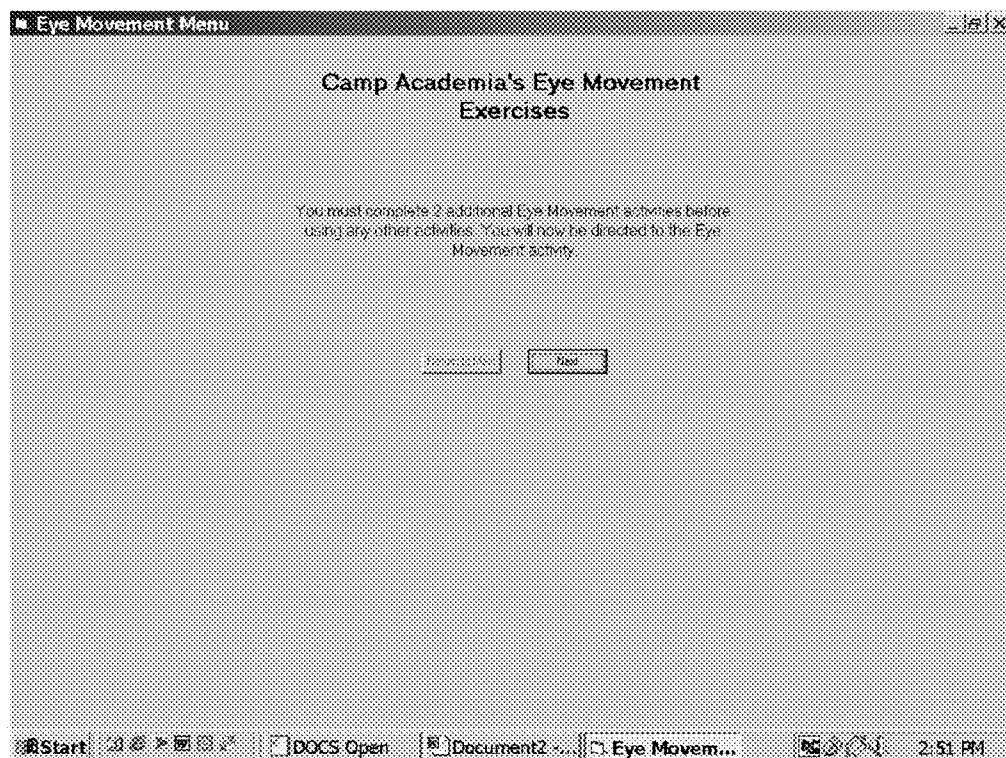 Eye Movement Menu
Camp Academia's Eye Movement
Exercises
You must complete 2 additional Eye Movement activities before
using any other activities. You will now be directed to the Eye
Movement activity.
Next
Start DOCS Open Document2 -... Eye Movem... 2:51 PM